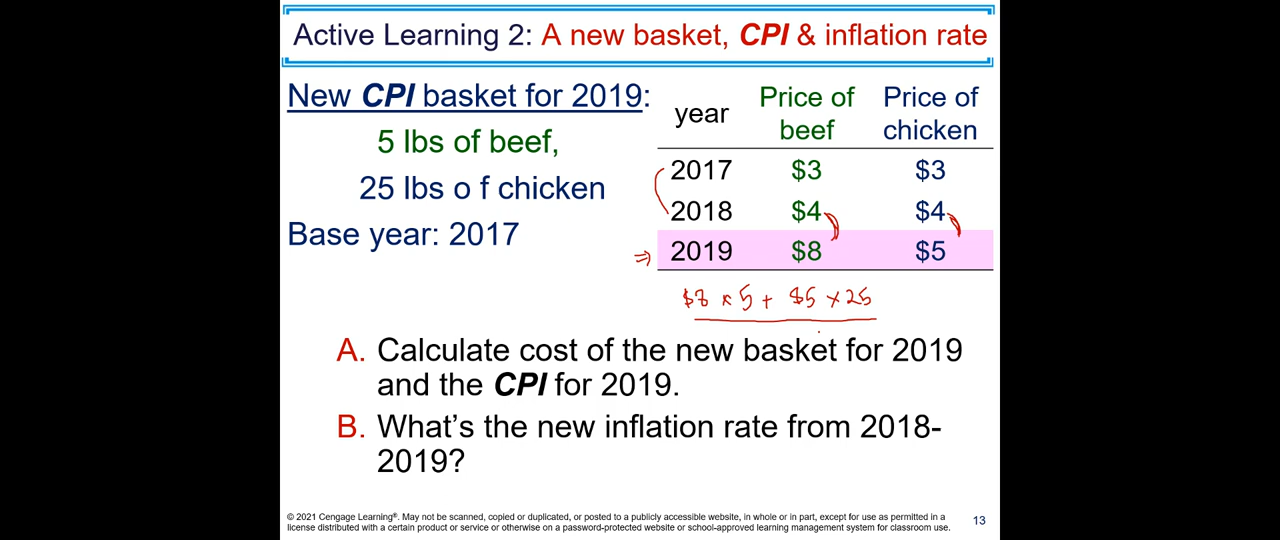 Active Learning 2: A new basket, CPI & inflation rate
New CPI basket for 2019:
5 lbs of beef,
25 lbs o f chicken
Base year: 2017
year Price of beef Price of chicken
2017 $3 $3
2018 $4 $4
⇒ 2019 $8 $5
$8 × 5 + $5 × 25
A. Calculate cost of the new basket for 2019
and the CPI for 2019.
B. What's the new inflation rate from 2018-
2019?
© 2021 Cengage Learning®. May not be scanned, copied or duplicated, or posted to a publicly accessible website, in whole or in part, except for use as permitted in a
license distributed with a certain product or service or otherwise on a password-protected website or school-approved learning management system for classroom use.
13